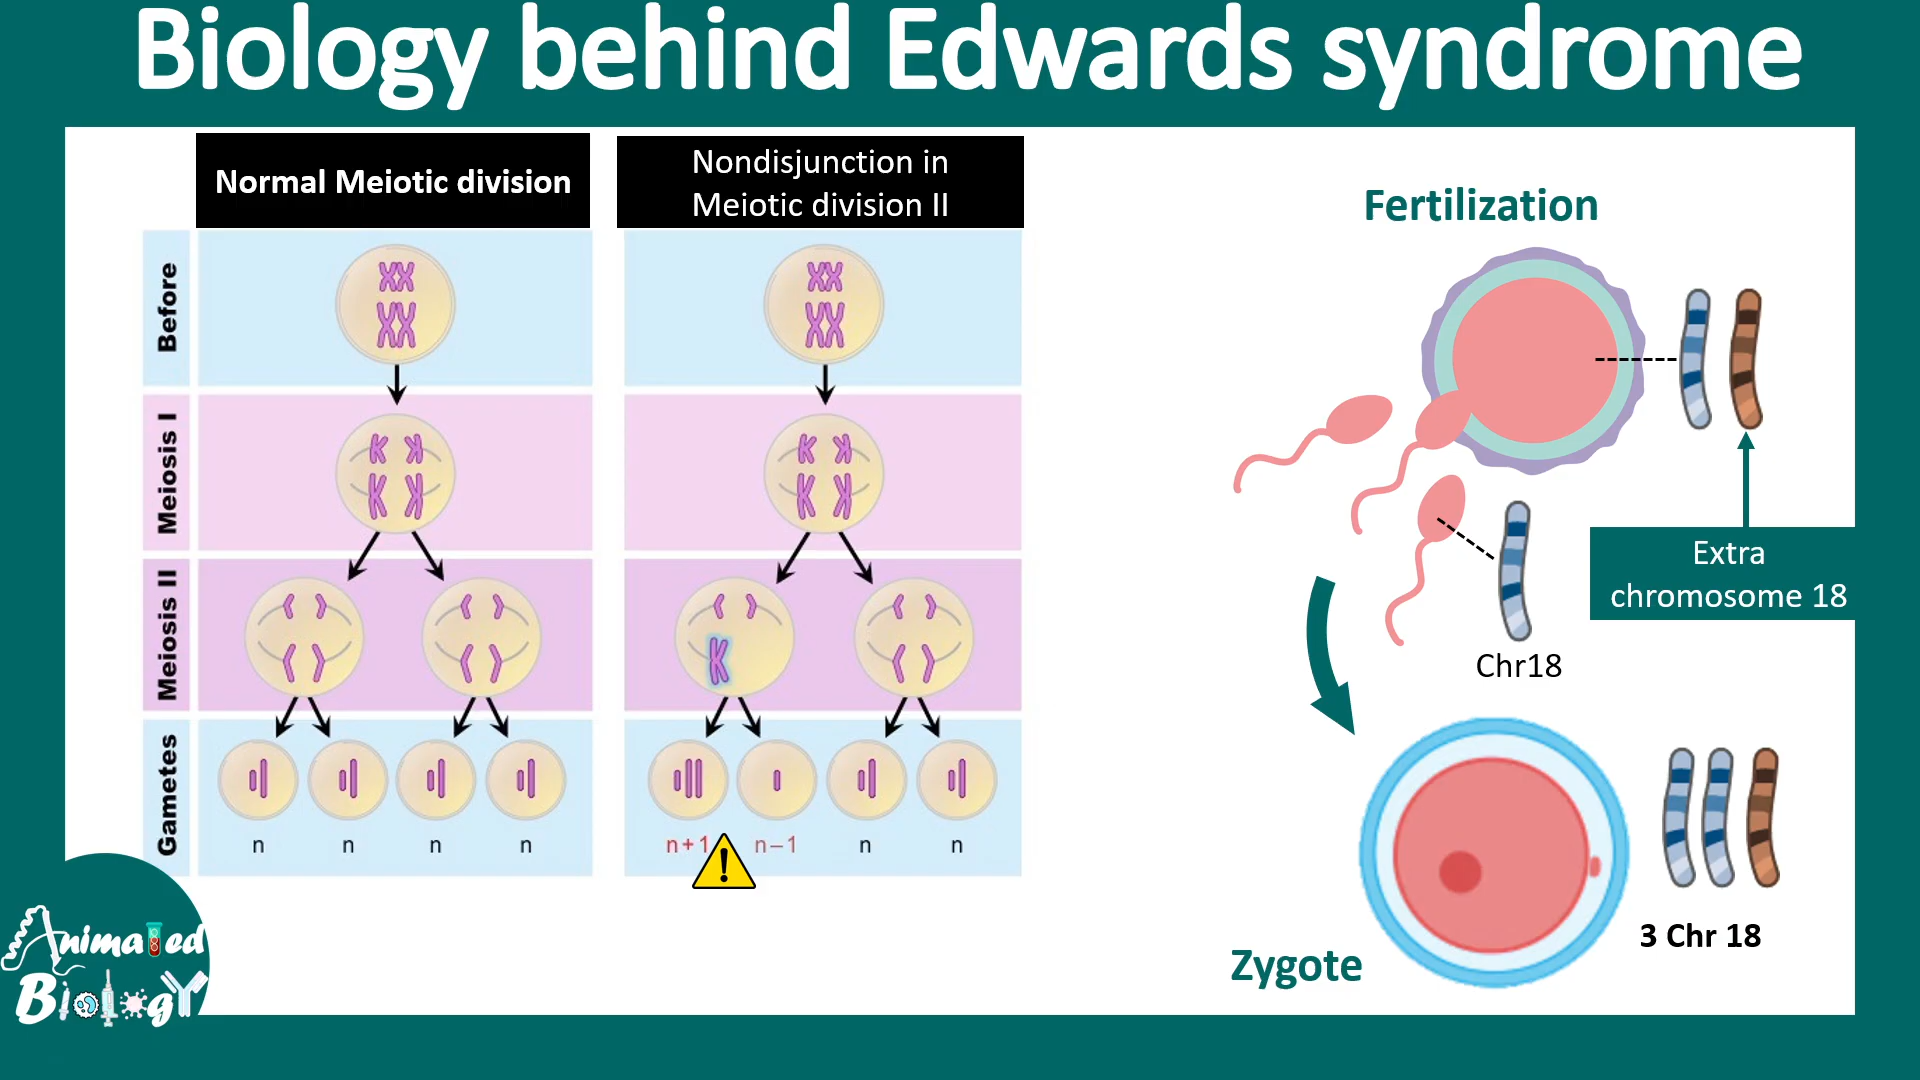 Biology behind Edwards syndrome
Normal Meiotic division
Nondisjunction in
Meiotic division II
Before
Meiosis I
Meiosis II
Gametes
n
n
n
n
n+1
n−1
n
n
Fertilization
Extra
chromosome 18
Chr18
Zygote
3 Chr 18
Animated
Biology